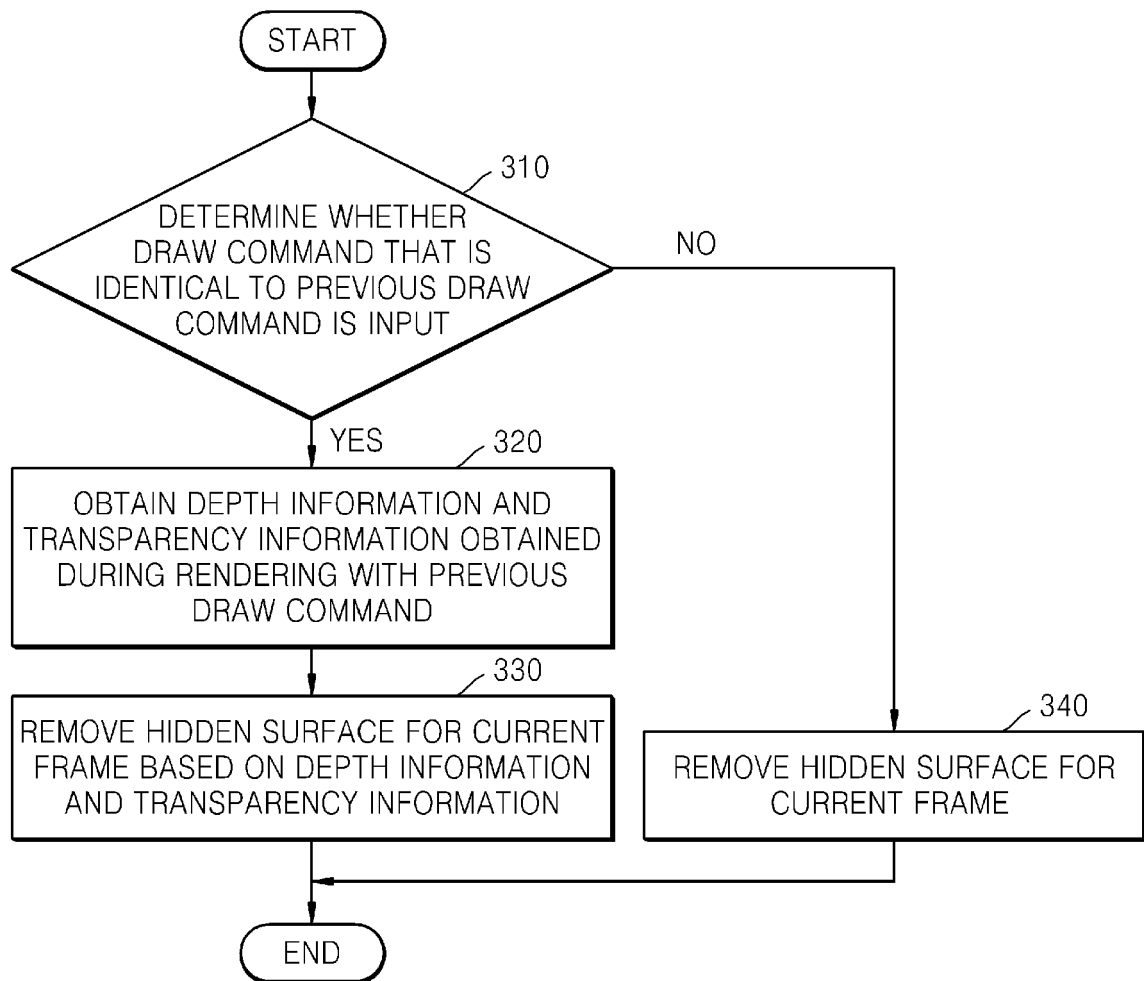 START
310
DETERMINE WHETHER
DRAW COMMAND THAT IS
IDENTICAL TO PREVIOUS DRAW
COMMAND IS INPUT
NO
YES
320
OBTAIN DEPTH INFORMATION AND
TRANSPARENCY INFORMATION OBTAINED
DURING RENDERING WITH PREVIOUS
DRAW COMMAND
330
REMOVE HIDDEN SURFACE FOR CURRENT
FRAME BASED ON DEPTH INFORMATION
AND TRANSPARENCY INFORMATION
340
REMOVE HIDDEN SURFACE FOR
CURRENT FRAME
END